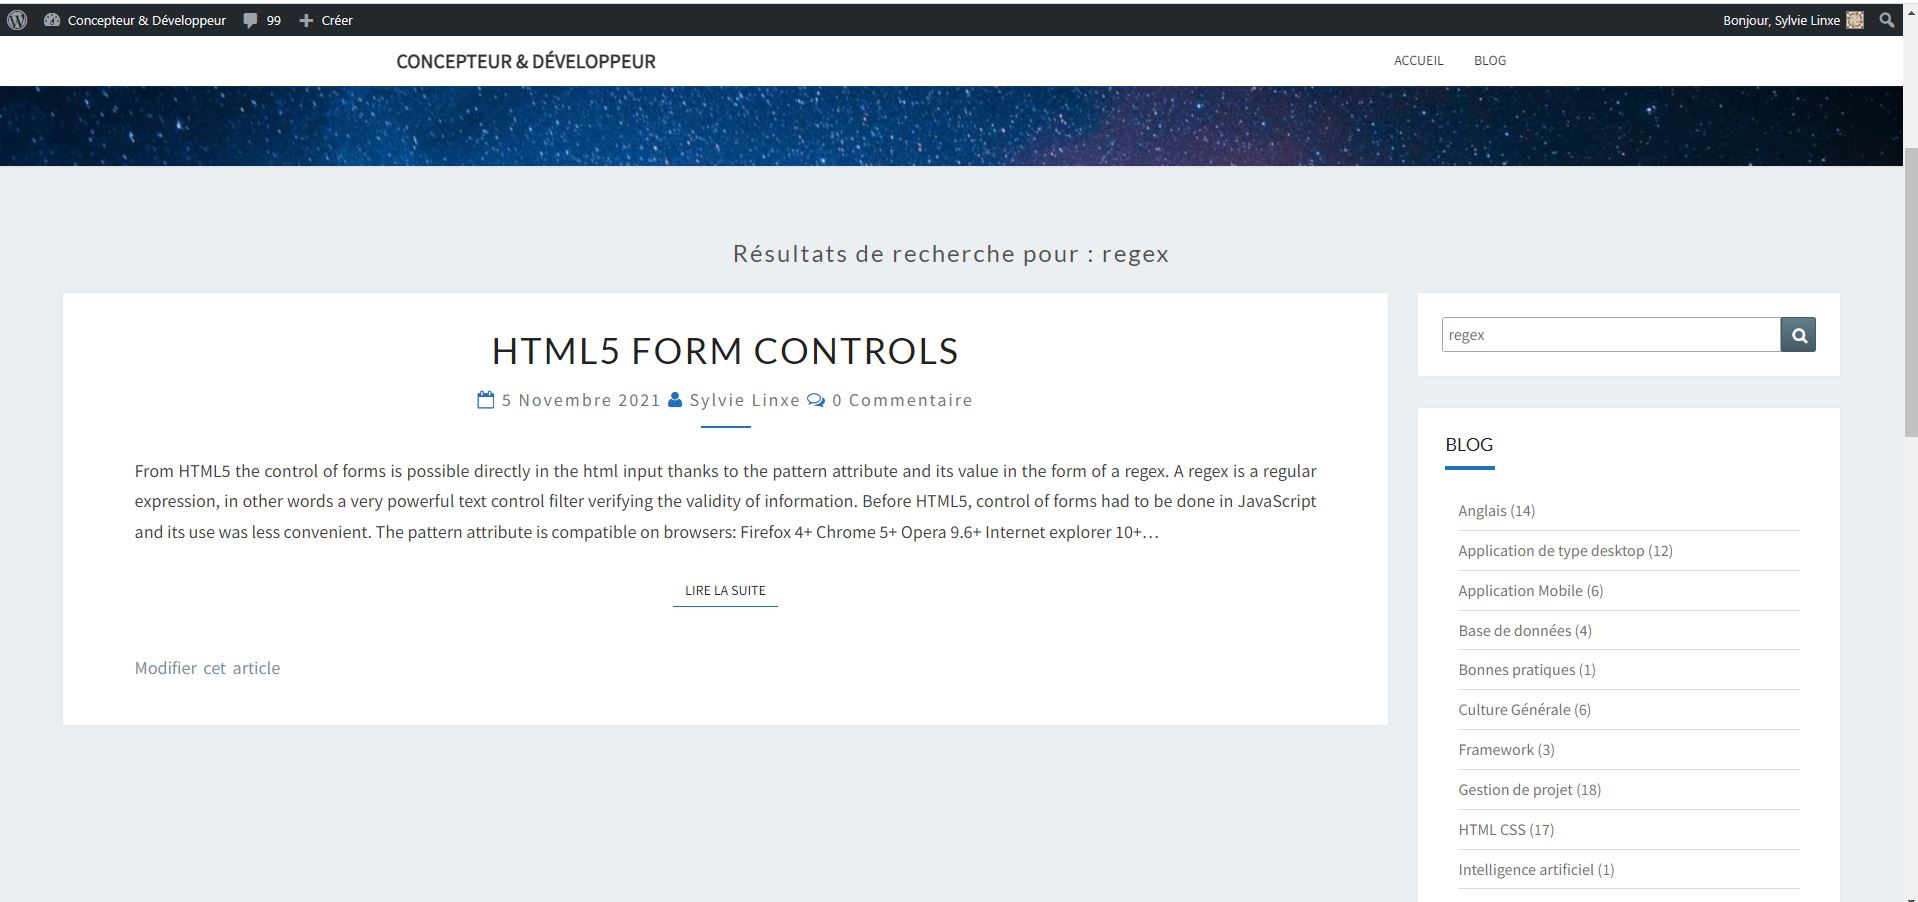 Concepteur & Développeur 99 Créer Bonjour, Sylvie Linxe
CONCEPTEUR & DÉVELOPPEUR ACCUEIL BLOG
Résultats de recherche pour : regex
HTML5 FORM CONTROLS
5 Novembre 2021 Sylvie Linxe 0 Commentaire
From HTML5 the control of forms is possible directly in the html input thanks to the pattern attribute and its value in the form of a regex. A regex is a regular
expression, in other words a very powerful text control filter verifying the validity of information. Before HTML5, control of forms had to be done in JavaScript
and its use was less convenient. The pattern attribute is compatible on browsers: Firefox 4+ Chrome 5+ Opera 9.6+ Internet explorer 10+…
LIRE LA SUITE
Modifier cet article
regex
BLOG
Anglais (14)
Application de type desktop (12)
Application Mobile (6)
Base de données (4)
Bonnes pratiques (1)
Culture Générale (6)
Framework (3)
Gestion de projet (18)
HTML CSS (17)
Intelligence artificiel (1)